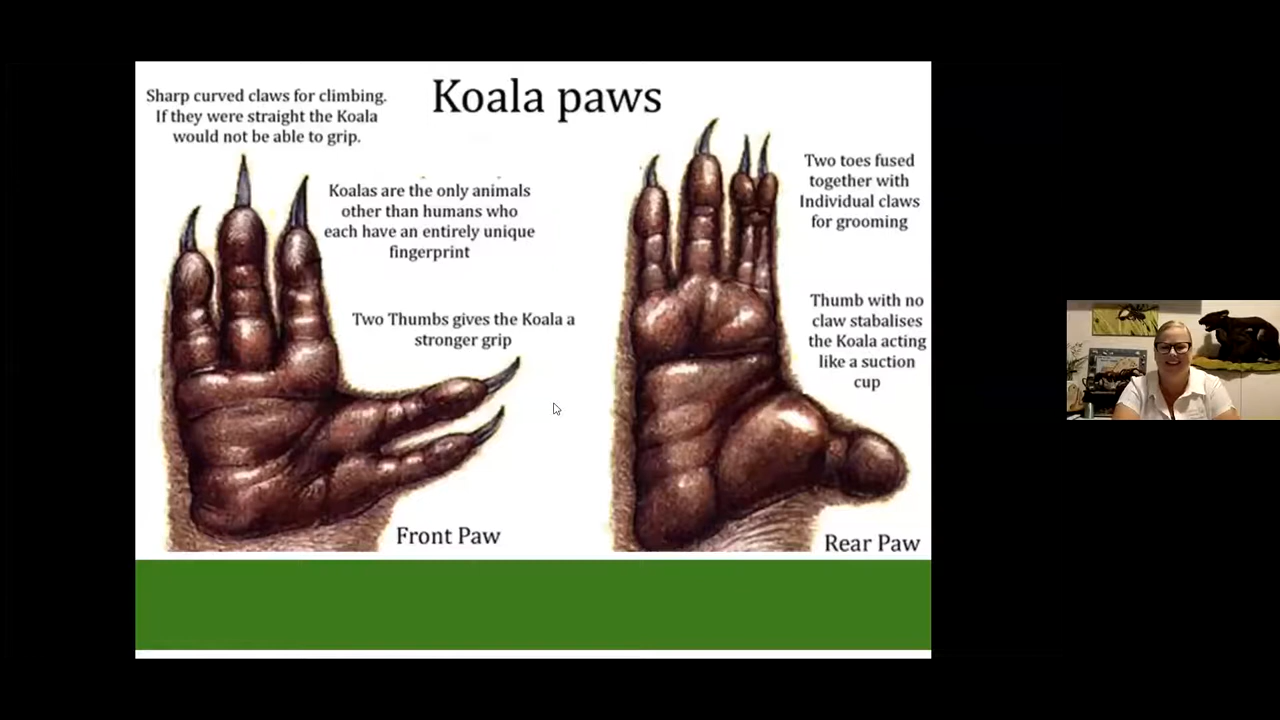 Koala paws
Sharp curved claws for climbing.
If they were straight the Koala
would not be able to grip.
Koalas are the only animals
other than humans who
each have an entirely unique
fingerprint
Two Thumbs gives the Koala a
stronger grip
Front Paw
Two toes fused
together with
Individual claws
for grooming
Thumb with no
claw stabalises
the Koala acting
like a suction
cup
Rear Paw